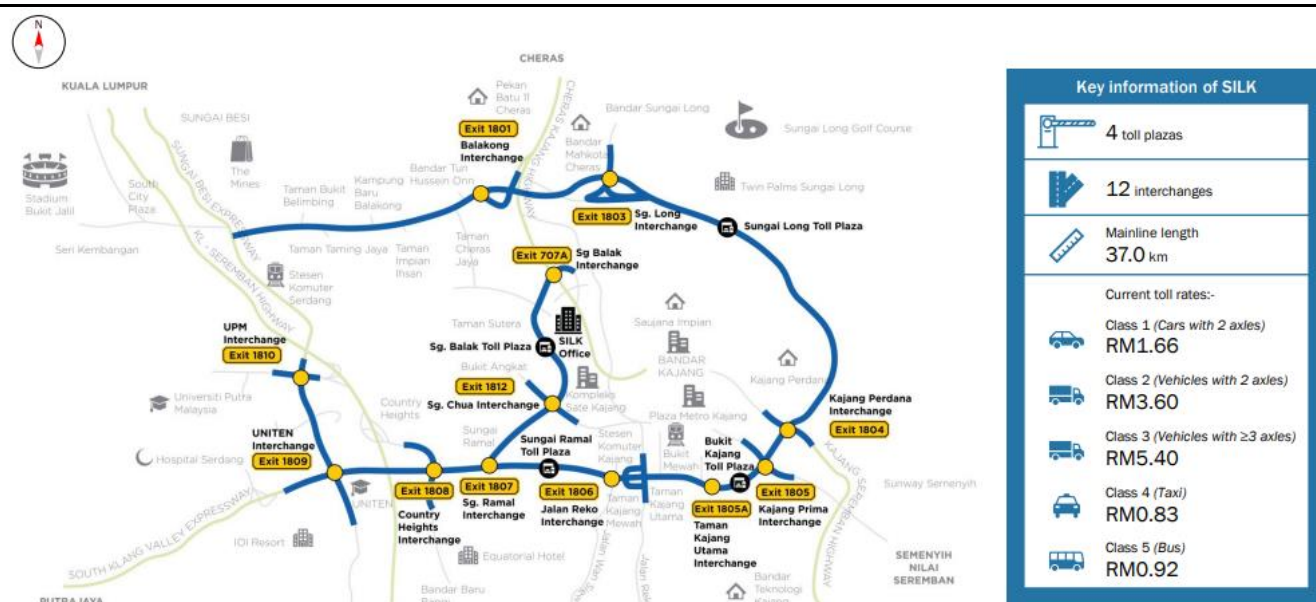 N
CHERAS
KUALA LUMPUR
Pekan
Batu 11
Cheras
CHERAS KAJANG HIGHWAY
Bandar Sungai Long
SUNGAI BESI
Sungai Long Golf Course
Exit 1801
Balakong
Interchange
Bandar
Mahkota
Cheras
SUNGAI BESI EXPRESSWAY
The
Mines
Bandar Tun
Hussein Onn
Kampung
Baru
Balakong
Taman Bukit
Belimbing
South
City
Plaza
Stadium
Bukit Jalil
Twin Palms Sungai Long
Exit 1803
Sg. Long
Interchange
Sungai Long Toll Plaza
Seri Kembangan
KL - SEREMBAN HIGHWAY
Taman Taming Jaya
Taman
Impian
Ihsan
Taman
Cheras
Jaya
Exit 707A
Sg Balak
Interchange
Stesen
Komuter
Serdang
Saujana Impian
Taman Sutera
SILK
Office
Sg. Balak Toll Plaza
UPM
Interchange
Exit 1810
BANDAR
KAJANG
Kajang Perdana
Bukit Angkat
Exit 1812
Sg. Chua Interchange
Kompleks
Sate Kajang
Plaza Metro Kajang
Kajang Perdana
Interchange
Exit 1804
Universiti Putra
Malaysia
Country
Heights
Sungai
Ramal
Sungai Ramal
Toll Plaza
Stesen
Komuter
Kajang
Bukit
Mewah
Bukit
Kajang
Toll Plaza
UNITEN
Interchange
Exit 1809
Hospital Serdang
KAJANG SEREMBAN HIGHWAY
Sungway Semenyih
UNITEN
Exit 1808
Country
Heights
Interchange
Exit 1807
Sg. Ramal
Interchange
Exit 1806
Jalan Reko
Interchange
Taman
Kajang
Mewah
Taman
Kajang
Utama
Exit 1805A
Taman
Kajang
Utama
Interchange
Exit 1805
Kajang Prima
Interchange
SOUTH KLANG VALLEY EXPRESSWAY
IOI Resort
Equatorial Hotel
SEMENYIH
NILAI
SEREMBAN
Bandar Baru
Bandar
Teknologi
PUTRAJAYA
Key information of SILK
4 toll plazas
12 interchanges
Mainline length
37.0 km
Current toll rates:-
Class 1 (Cars with 2 axles)
RM1.66
Class 2 (Vehicles with 2 axles)
RM3.60
Class 3 (Vehicles with ≥3 axles)
RM5.40
Class 4 (Taxi)
RM0.83
Class 5 (Bus)
RM0.92